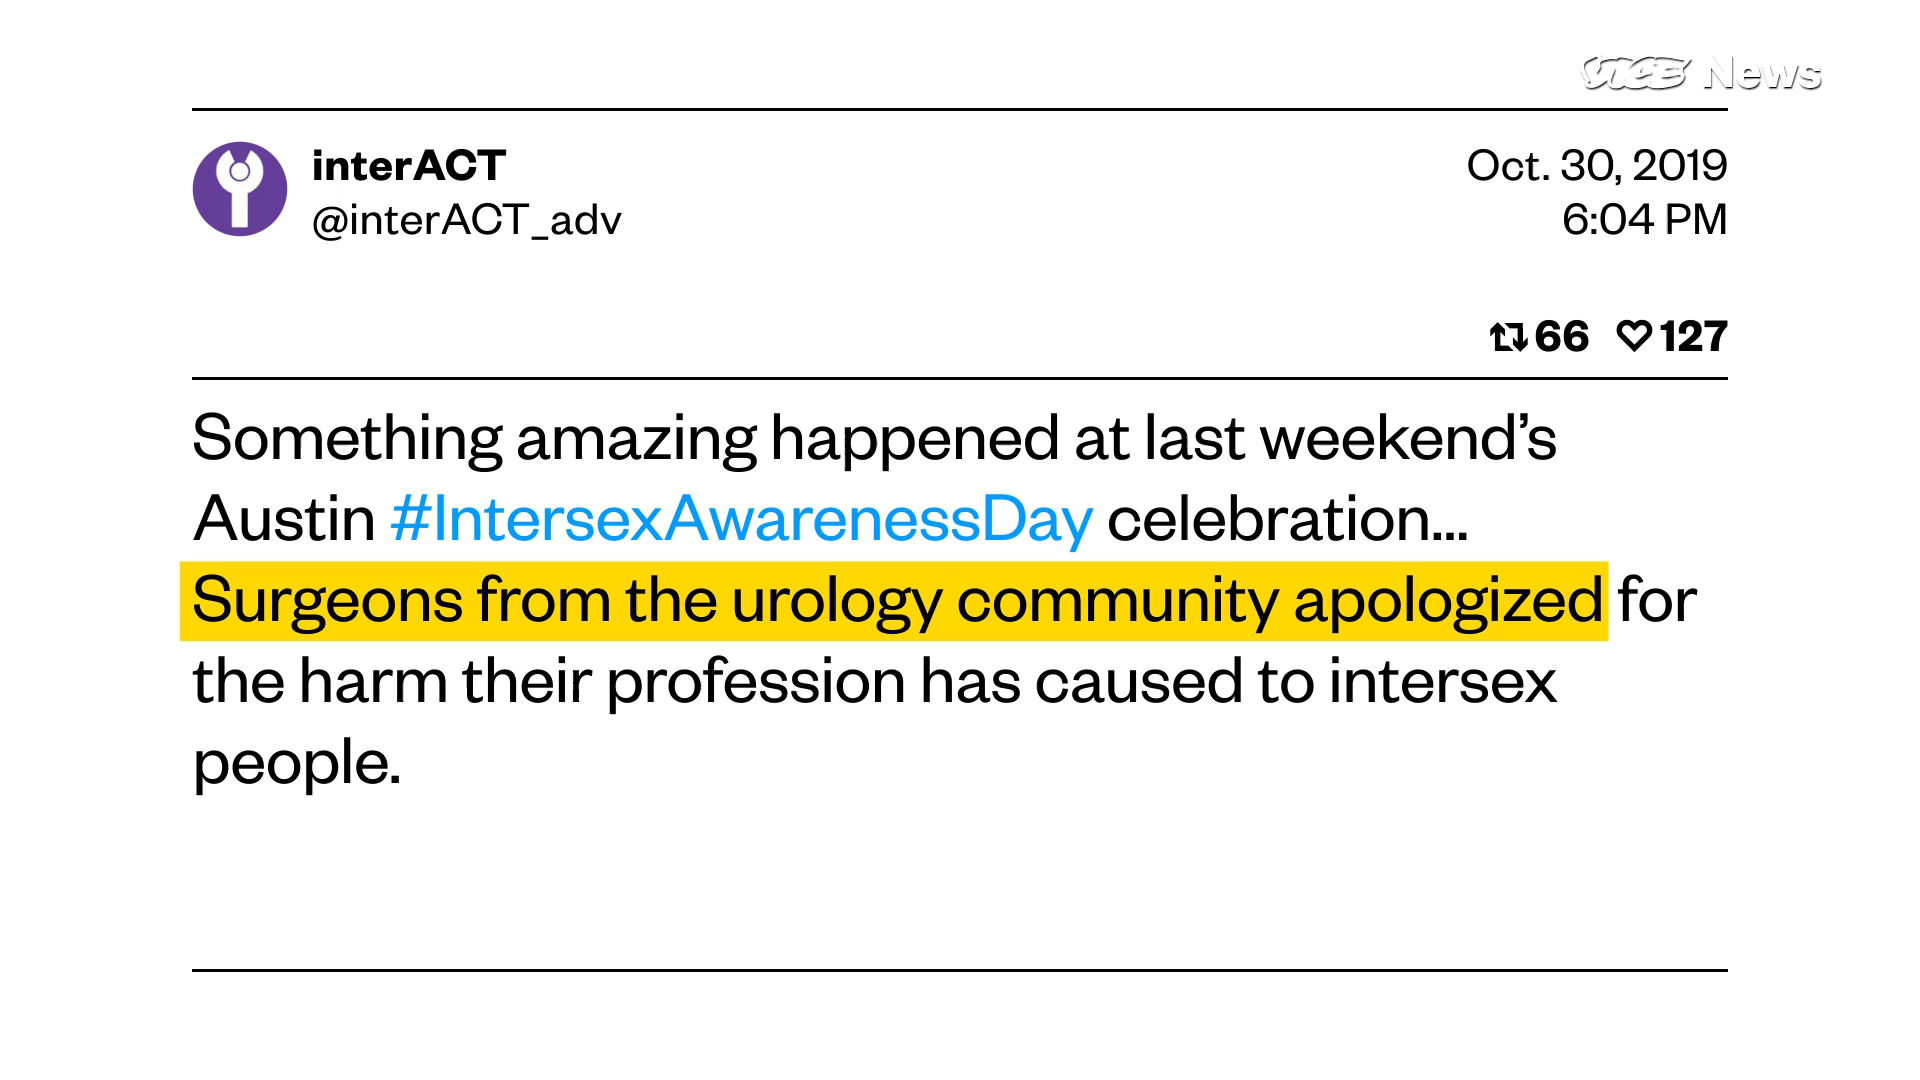 VICE News
interACT
@interACT_adv
Oct. 30, 2019
6:04 PM
66 127
Something amazing happened at last weekend’s
Austin #IntersexAwarenessDay celebration...
Surgeons from the urology community apologized for
the harm their profession has caused to intersex
people.